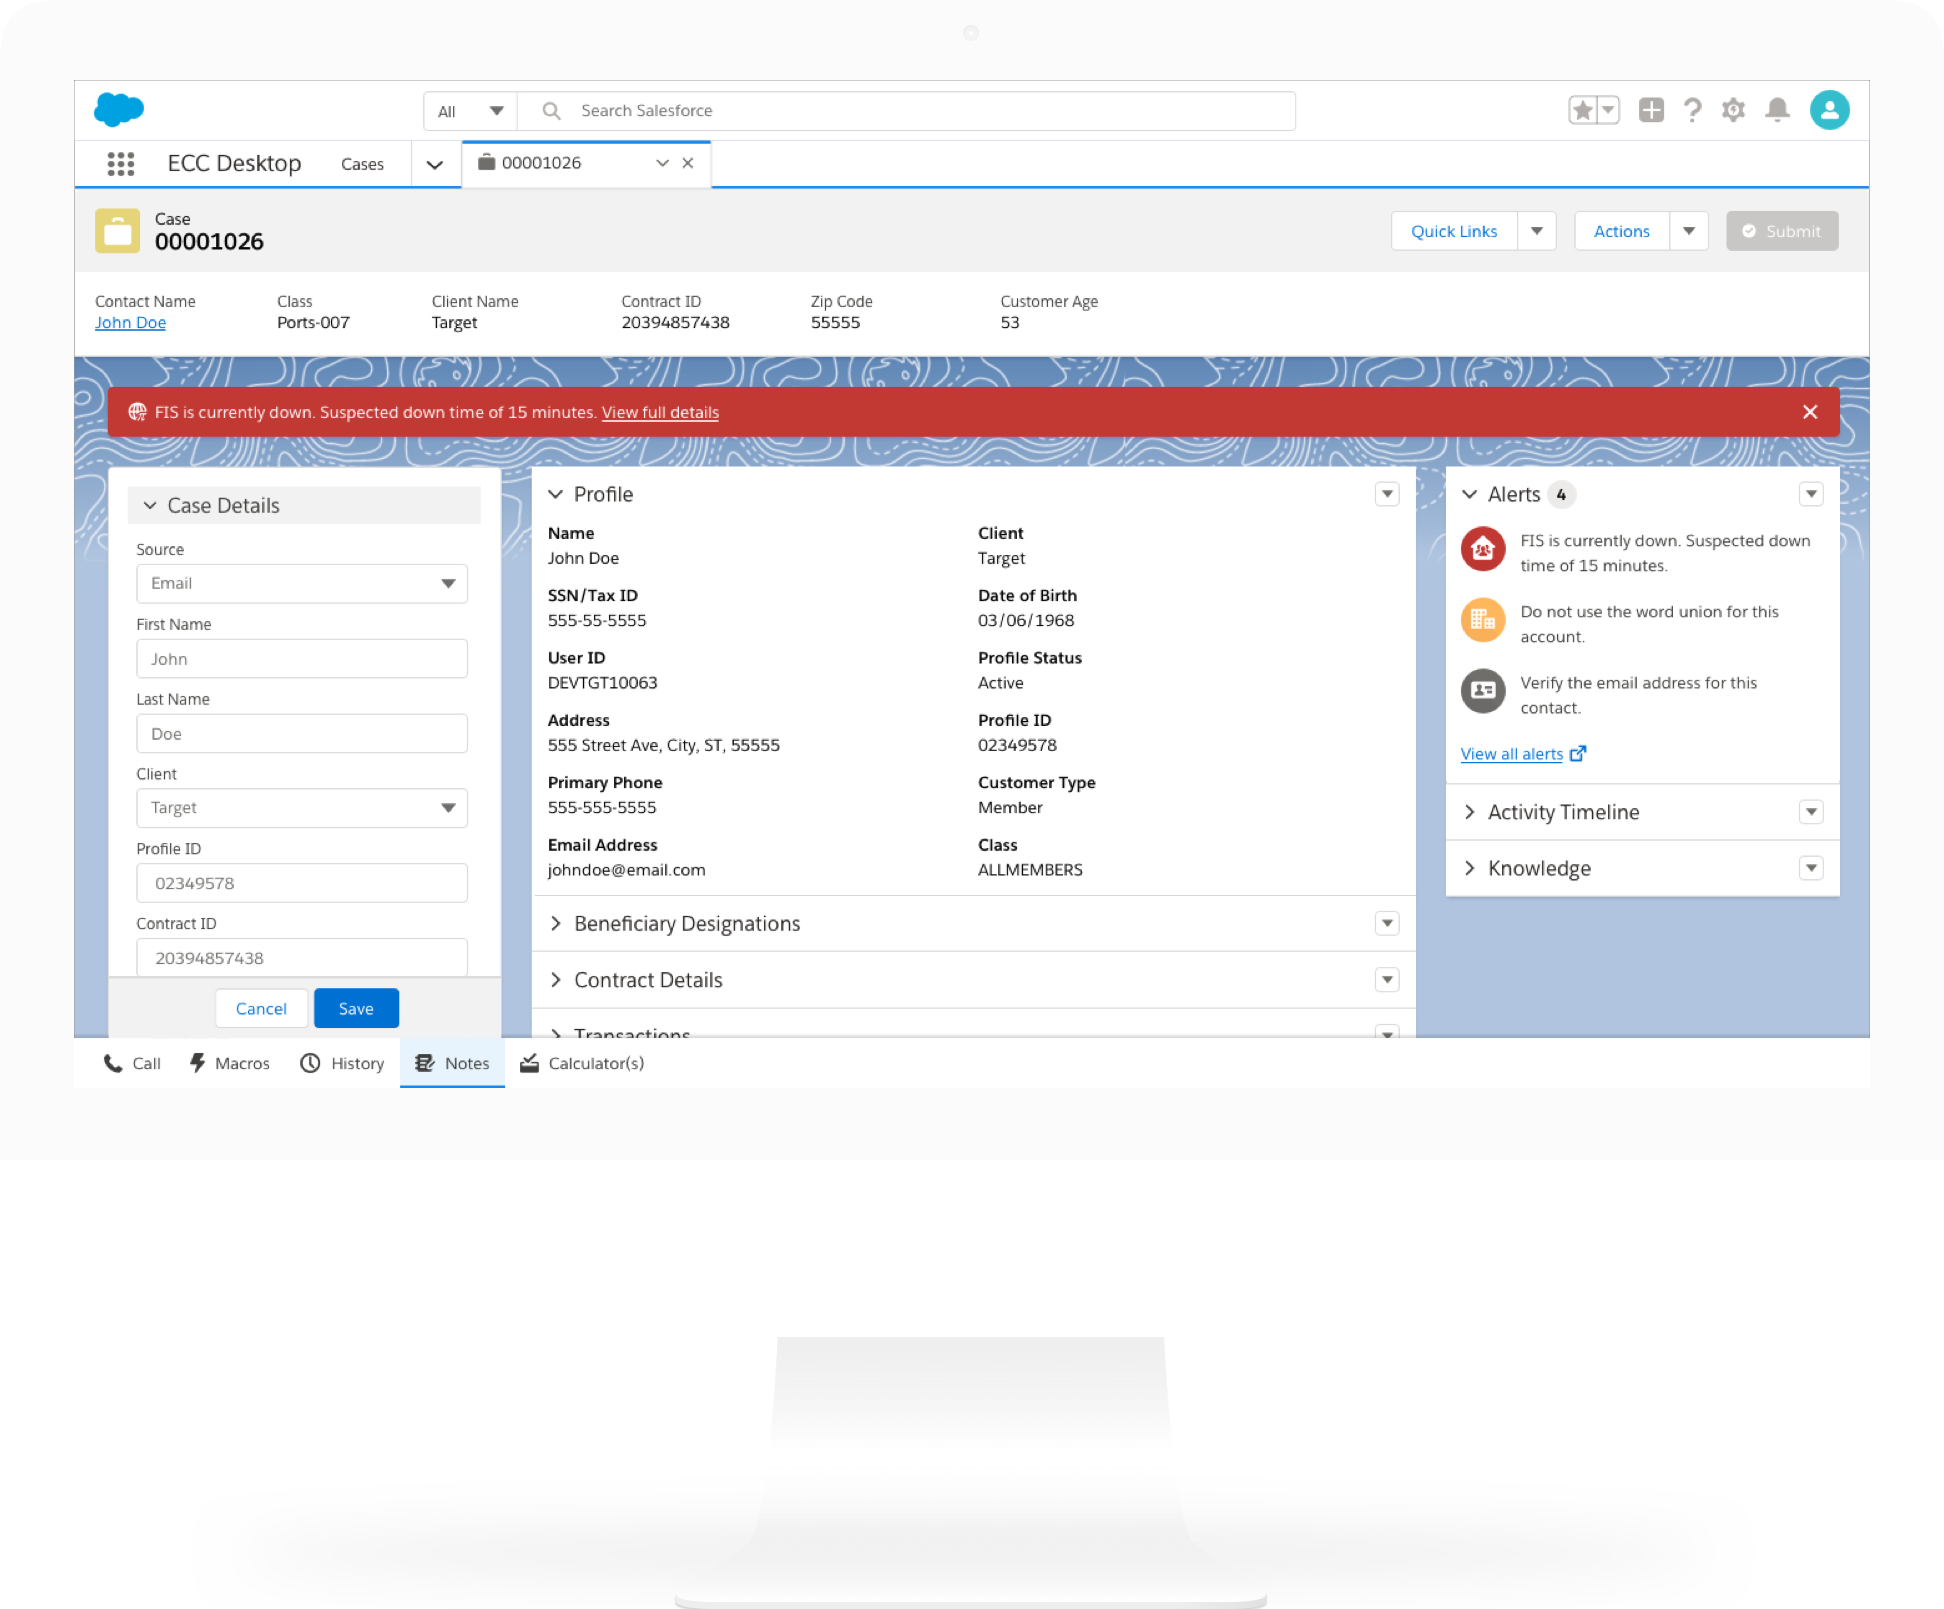 All
Search Salesforce
ECC Desktop
Cases
00001026
Case
00001026
Quick Links
Actions
Submit
Contact Name
John Doe
Class
Ports-007
Client Name
Target
Contract ID
20394857438
Zip Code
55555
Customer Age
53
FIS is currently down. Suspected down time of 15 minutes. View full details
Case Details
Source
Email
First Name
John
Last Name
Doe
Client
Target
Profile ID
02349578
Contract ID
20394857438
Cancel
Save
Profile
Name
John Doe
Client
Target
SSN/Tax ID
555-55-5555
Date of Birth
03/06/1968
User ID
DEVTGT10063
Profile Status
Active
Address
555 Street Ave, City, ST, 55555
Profile ID
02349578
Primary Phone
555-555-5555
Customer Type
Member
Email Address
johndoe@email.com
Class
ALLMEMBERS
Beneficiary Designations
Contract Details
Transactions
Alerts 4
FIS is currently down. Suspected down
time of 15 minutes.
Do not use the word union for this
account.
Verify the email address for this
contact.
View all alerts
Activity Timeline
Knowledge
Call
Macros
History
Notes
Calculator(s)